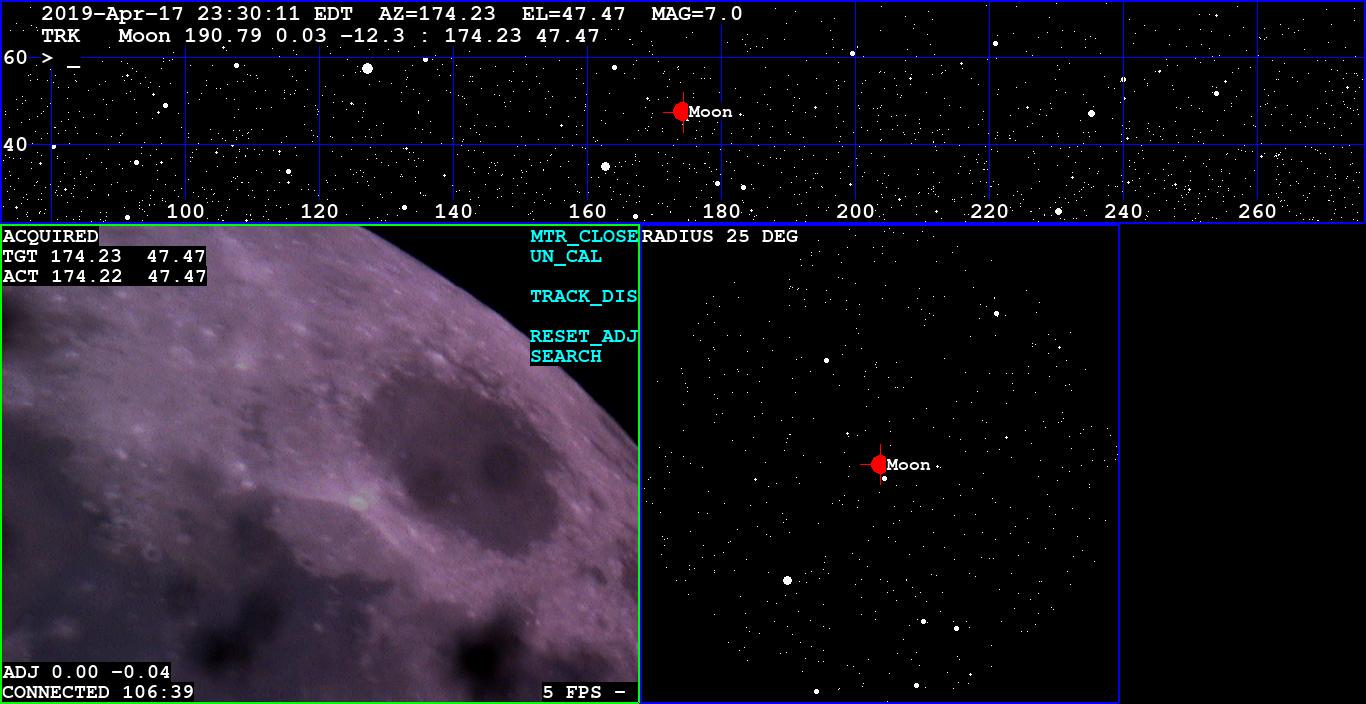 2019-Apr-17 23:30:11 EDT AZ=174.23 EL=47.47 MAG=7.0
TRK Moon 190.79 0.03 -12.3 : 174.23 47.47
60 > _
Moon
40
100 120 140 160 180 200 220 240 260
ACQUIRED
TGT 174.23 47.47
ACT 174.22 47.47
MTR_CLOSE
UN_CAL
TRACK_DIS
RESET_ADJ
SEARCH
ADJ 0.00 -0.04
CONNECTED 106:39
5 FPS -
RADIUS 25 DEG
Moon